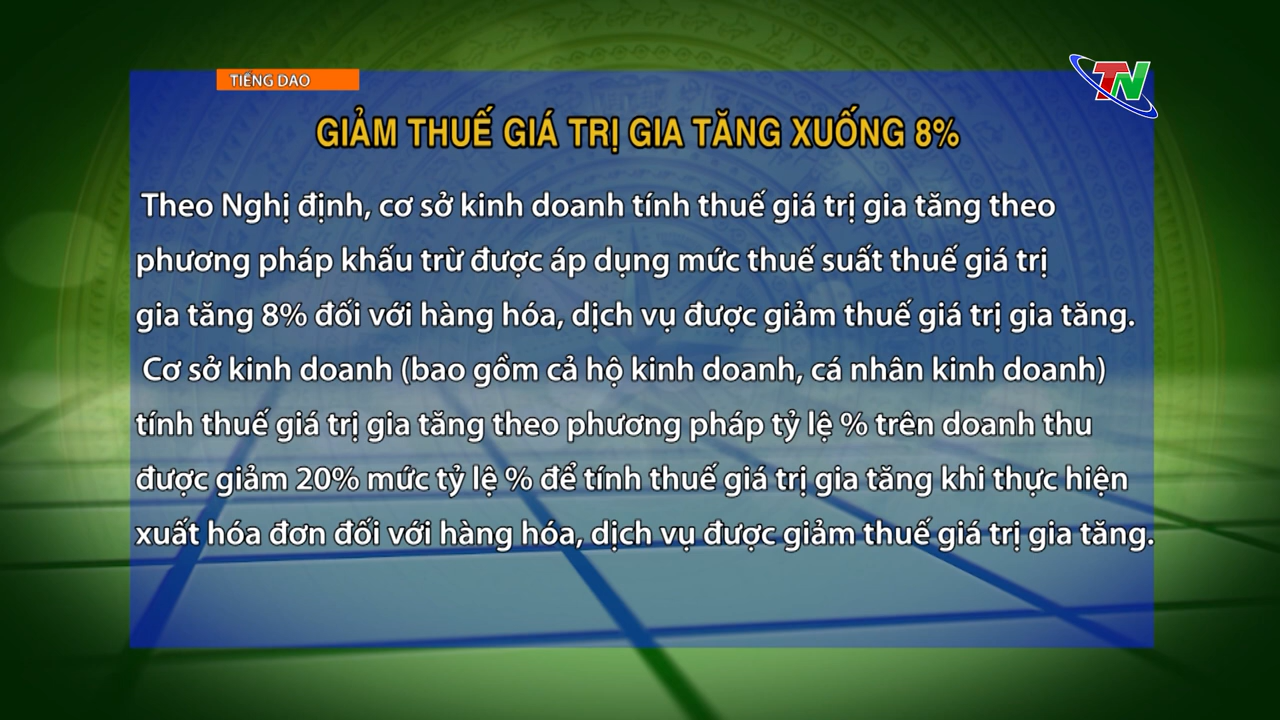 TIẾNG DAO
TN
GIẢM THUẾ GIÁ TRỊ GIA TĂNG XUỐNG 8%
Theo Nghị định, cơ sở kinh doanh tính thuế giá trị gia tăng theo
phương pháp khấu trừ được áp dụng mức thuế suất thuế giá trị
gia tăng 8% đối với hàng hóa, dịch vụ được giảm thuế giá trị gia tăng.
Cơ sở kinh doanh (bao gồm cả hộ kinh doanh, cá nhân kinh doanh)
tính thuế giá trị gia tăng theo phương pháp tỷ lệ % trên doanh thu
được giảm 20% mức tỷ lệ % để tính thuế giá trị gia tăng khi thực hiện
xuất hóa đơn đối với hàng hóa, dịch vụ được giảm thuế giá trị gia tăng.